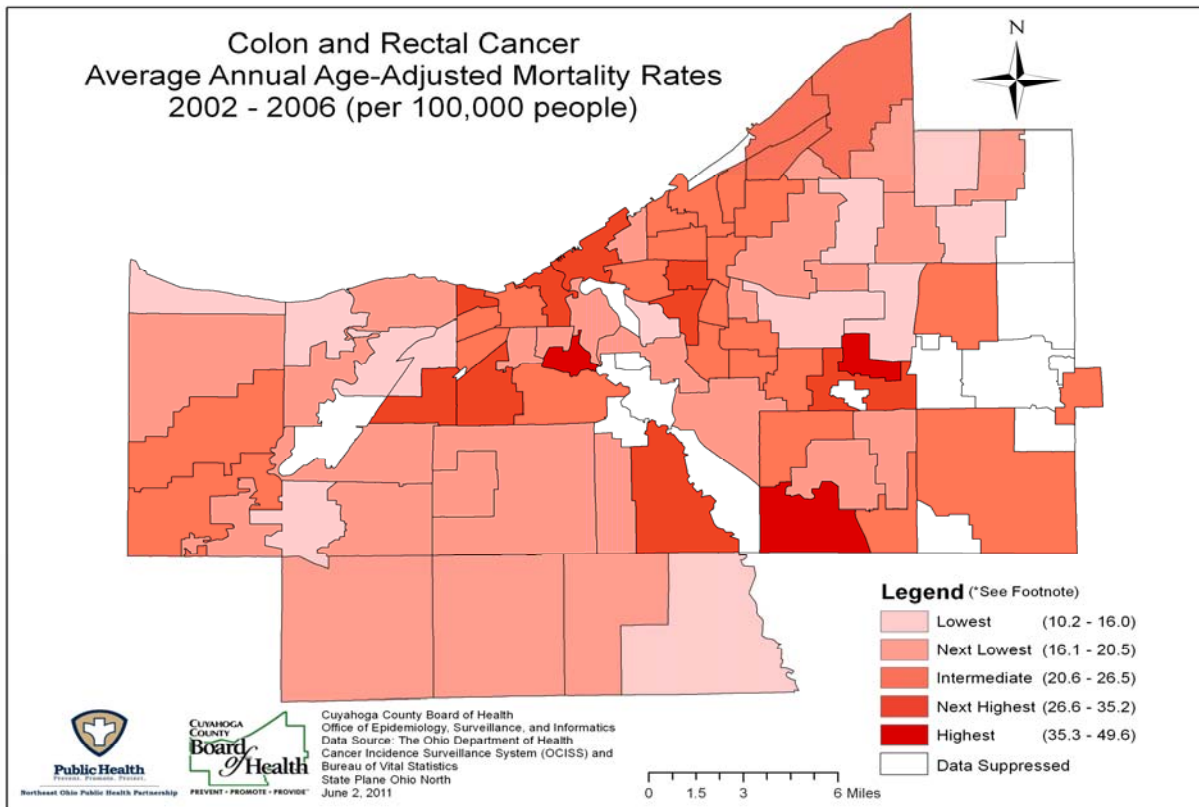 Colon and Rectal Cancer
Average Annual Age-Adjusted Mortality Rates
2002 - 2006 (per 100,000 people)
N
Legend (*See Footnote)
Lowest (10.2 - 16.0)
Next Lowest (16.1 - 20.5)
Intermediate (20.6 - 26.5)
Next Highest (26.6 - 35.2)
Highest (35.3 - 49.6)
Data Suppressed
Public Health
Prevent. Promote. Protect.
Northeast Ohio Public Health Partnership
CUYAHOGA
COUNTY
Board
of Health
PREVENT • PROMOTE • PROVIDE
Cuyahoga County Board of Health
Office of Epidemiology, Surveillance, and Informatics
Data Source: The Ohio Department of Health
Cancer Incidence Surveillance System (OCISS) and
Bureau of Vital Statistics
State Plane Ohio North
June 2, 2011
0 1.5 3 6 Miles